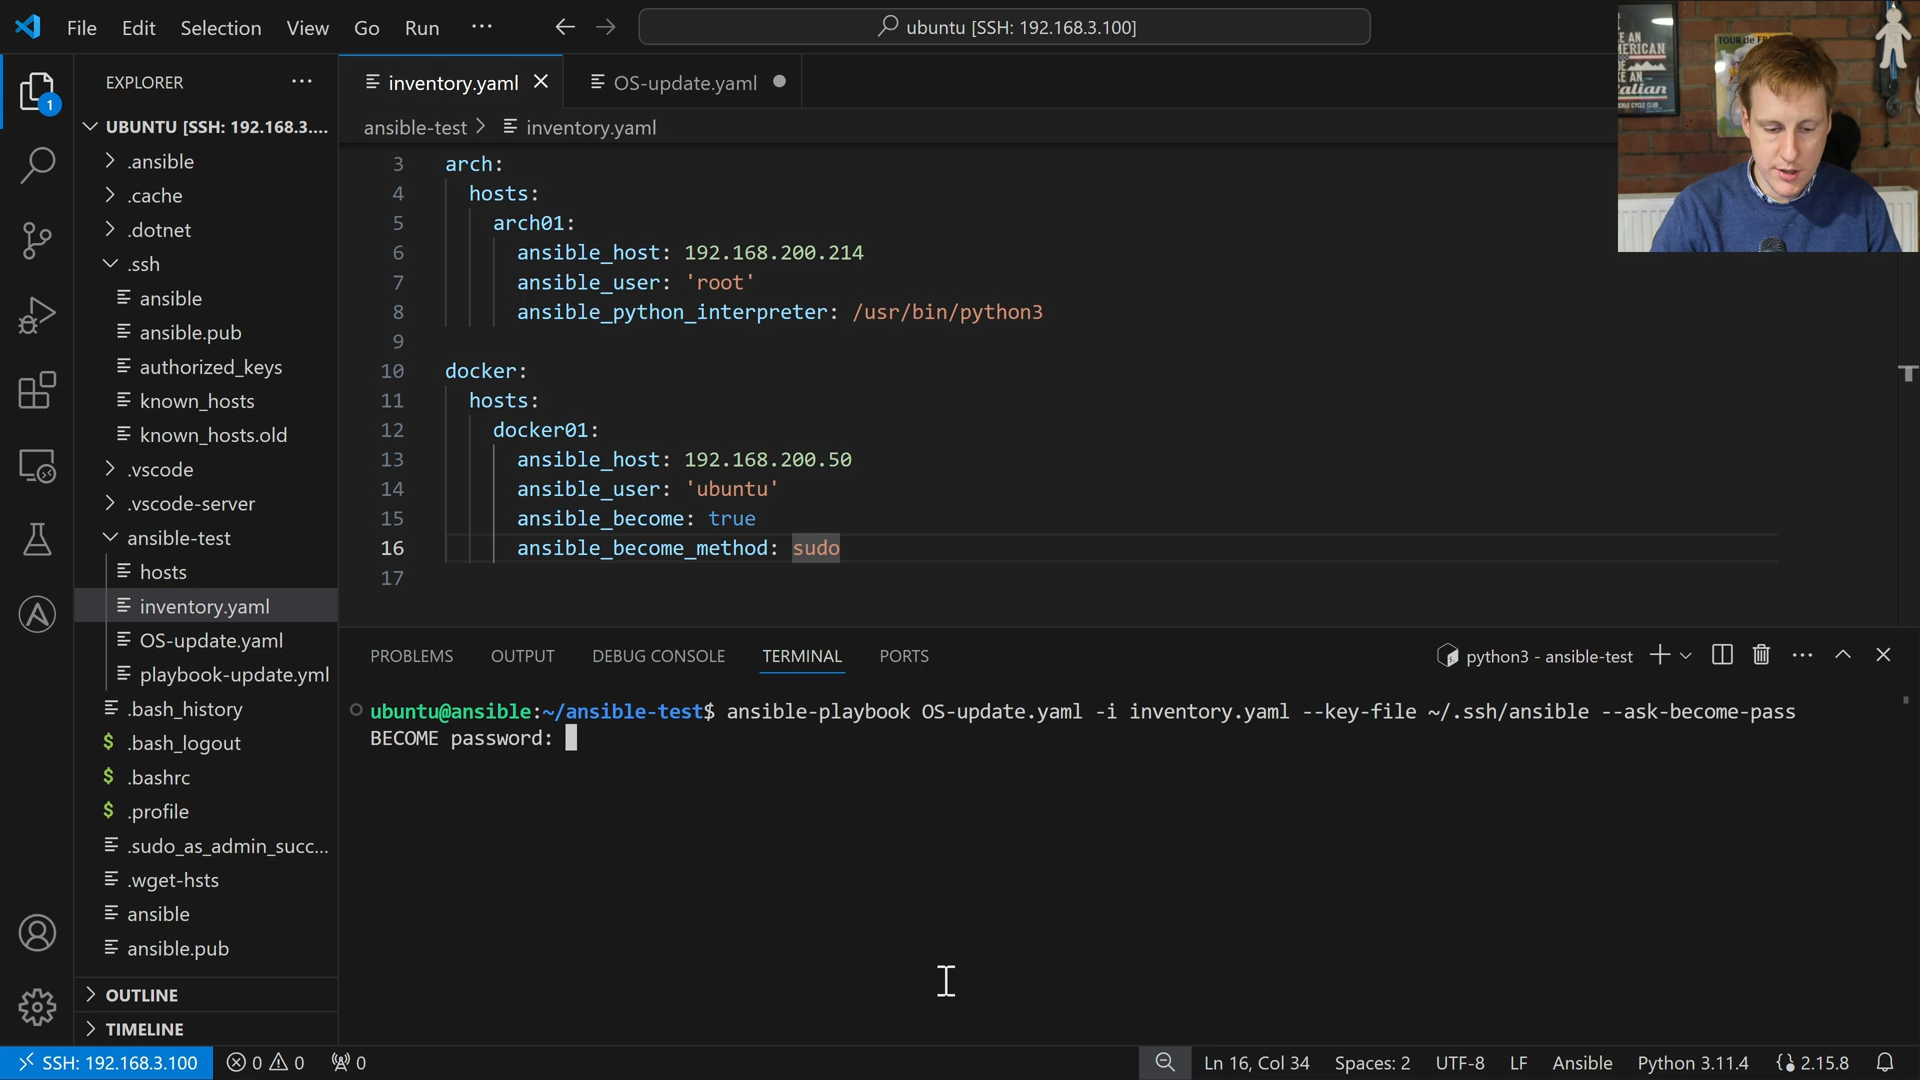 File Edit Selection View Go Run ···
ubuntu [SSH: 192.168.3.100]
EXPLORER ···
inventory.yaml
OS-update.yaml
ansible-test > inventory.yaml
1
UBUNTU [SSH: 192.168.3....
.ansible
.cache
.dotnet
.ssh
ansible
ansible.pub
authorized_keys
known_hosts
known_hosts.old
.vscode
.vscode-server
ansible-test
hosts
inventory.yaml
OS-update.yaml
playbook-update.yml
.bash_history
$ .bash_logout
$ .bashrc
$ .profile
.sudo_as_admin_succ...
.wget-hsts
ansible
ansible.pub
OUTLINE
TIMELINE
3 arch:
4 hosts:
5 arch01:
6 ansible_host: 192.168.200.214
7 ansible_user: 'root'
8 ansible_python_interpreter: /usr/bin/python3
9
10 docker:
11 hosts:
12 docker01:
13 ansible_host: 192.168.200.50
14 ansible_user: 'ubuntu'
15 ansible_become: true
16 ansible_become_method: sudo
17
PROBLEMS OUTPUT DEBUG CONSOLE TERMINAL PORTS
python3 - ansible-test
ubuntu@ansible:~/ansible-test$ ansible-playbook OS-update.yaml -i inventory.yaml --key-file ~/.ssh/ansible --ask-become-pass
BECOME password:
SSH: 192.168.3.100 0 0 0
Ln 16, Col 34 Spaces: 2 UTF-8 LF Ansible Python 3.11.4 2.15.8